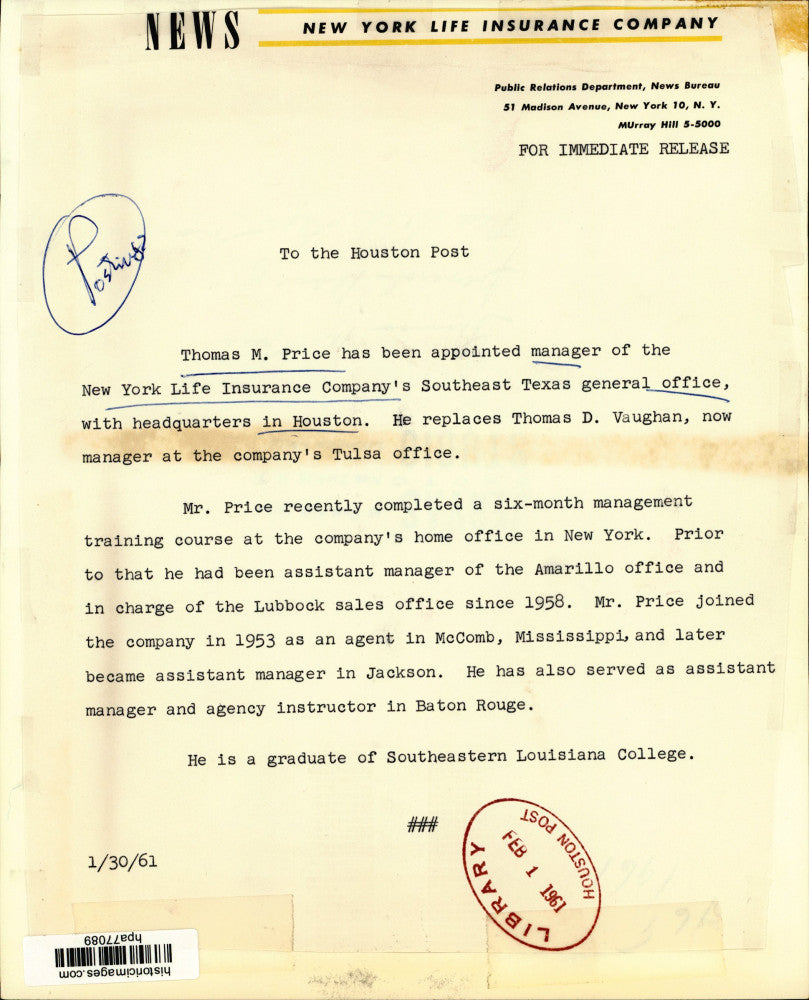 NEWS
NEW YORK LIFE INSURANCE COMPANY
Public Relations Department, News Bureau
51 Madison Avenue, New York 10, N. Y.
MUrray Hill 5-5000
FOR IMMEDIATE RELEASE
To the Houston Post
Thomas M. Price has been appointed manager of the
New York Life Insurance Company's Southeast Texas general office,
with headquarters in Houston. He replaces Thomas D. Vaughan, now
manager at the company's Tulsa office.
Mr. Price recently completed a six-month management
training course at the company's home office in New York. Prior
to that he had been assistant manager of the Amarillo office and
in charge of the Lubbock sales office since 1958. Mr. Price joined
the company in 1953 as an agent in McComb, Mississippi, and later
became assistant manager in Jackson. He has also served as assistant
manager and agency instructor in Baton Rouge.
He is a graduate of Southeastern Louisiana College.
###
1/30/61
HOUSTON POST
FEB 1 1961
LIBRARY
hpa77089
historicimages.com